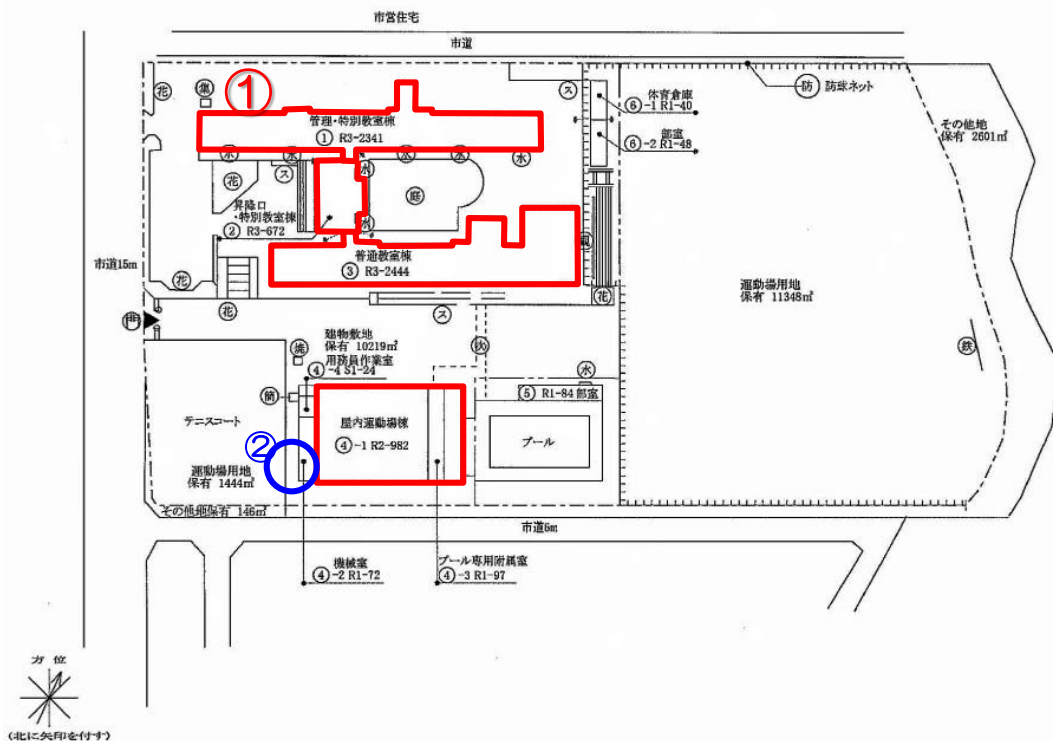 市営住宅
市道
防 防球ネット
花
集
①
ス
体育倉庫
⑥-1 R1-40
その他地
保有 2601㎡
管理・特別教室棟
① R3-2341
部室
⑥-2 R1-48
水
水
水
水
水
花
ス
水
庭
昇降口
・特別教室棟
② R3-672
水
普通教室棟
③ R3-2444
市道15m
花
花
ス
花
運動場用地
保有 11348㎡
門
建物敷地
保有 10219㎡
焼
用務員作業室
④-4 S1-24
水
鉄
⑤ R1-84 部室
テニスコート
屋内運動場棟
④-1 R2-982
プール
②
運動場用地
保有 1444㎡
その他地保有 146㎡
市道6m
機械室
④-2 R1-72
プール専用附属室
④-3 R1-97
方 位
(北に矢印を付す)